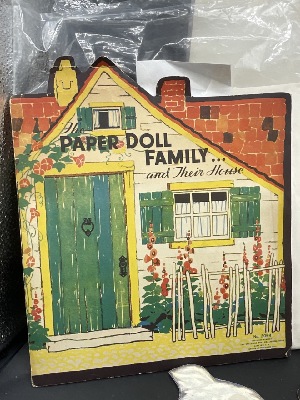 The
PAPER DOLL
FAMILY...
and Their House